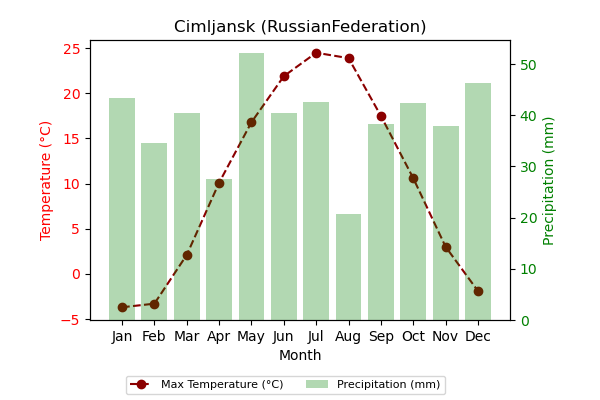 Cimljansk (RussianFederation)
25
20
15
10
5
0
−5
Temperature (°C)
50
40
30
20
10
0
Precipitation (mm)
Jan Feb Mar Apr May Jun Jul Aug Sep Oct Nov Dec
Month
Max Temperature (°C) Precipitation (mm)